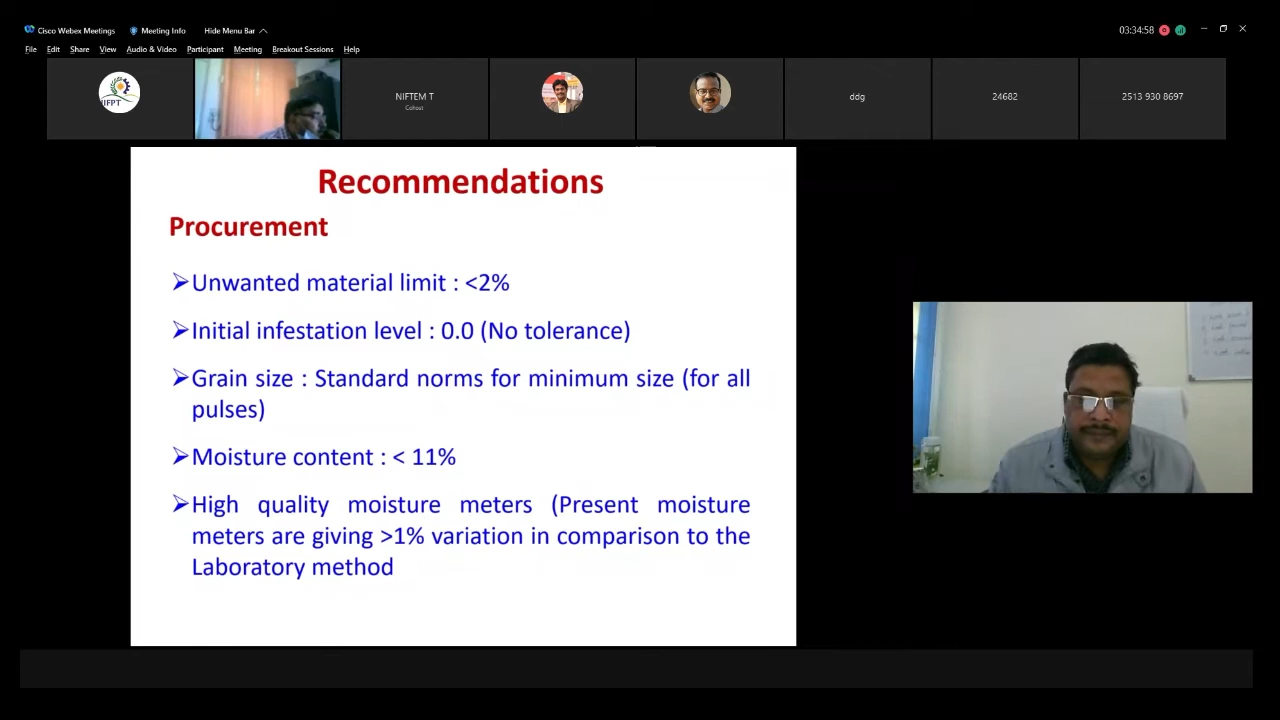 Cisco Webex Meetings Meeting Info Hide Menu Bar
03:34:58
File Edit Share View Audio & Video Participant Meeting Breakout Sessions Help
IIFPT
NIFTEM T
Cohost
ddg
24682
2513 930 8697
Recommendations
Procurement
➢Unwanted material limit : <2%
➢Initial infestation level : 0.0 (No tolerance)
➢Grain size : Standard norms for minimum size (for all
pulses)
➢Moisture content : < 11%
➢High quality moisture meters (Present moisture
meters are giving >1% variation in comparison to the
Laboratory method